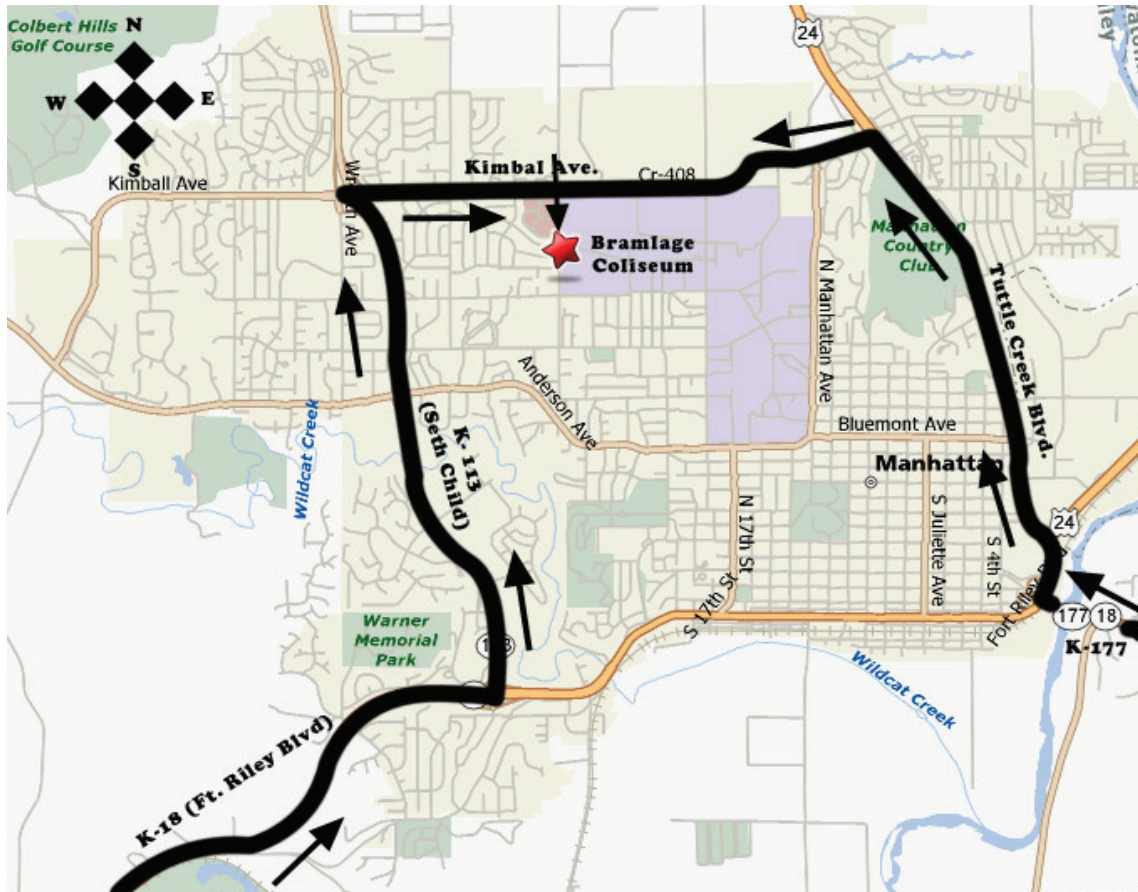 Colbert Hills
Golf Course
N
W
E
S
24
Kimball Ave
Kimbal Ave.
Cr-408
Bramlage
Coliseum
Manhattan
Country
Club
N Manhattan Ave
Tuttle Creek Blvd.
Anderson Ave
Wildcat Creek
K- 113
(Seth Child)
Bluemont Ave
Manhattan
N 17th St
S Juliette Ave
S 4th St
24
S 17th St
Fort Riley Blvd
177
18
K-177
Warner
Memorial
Park
Wildcat Creek
K-18 (Ft. Riley Blvd)